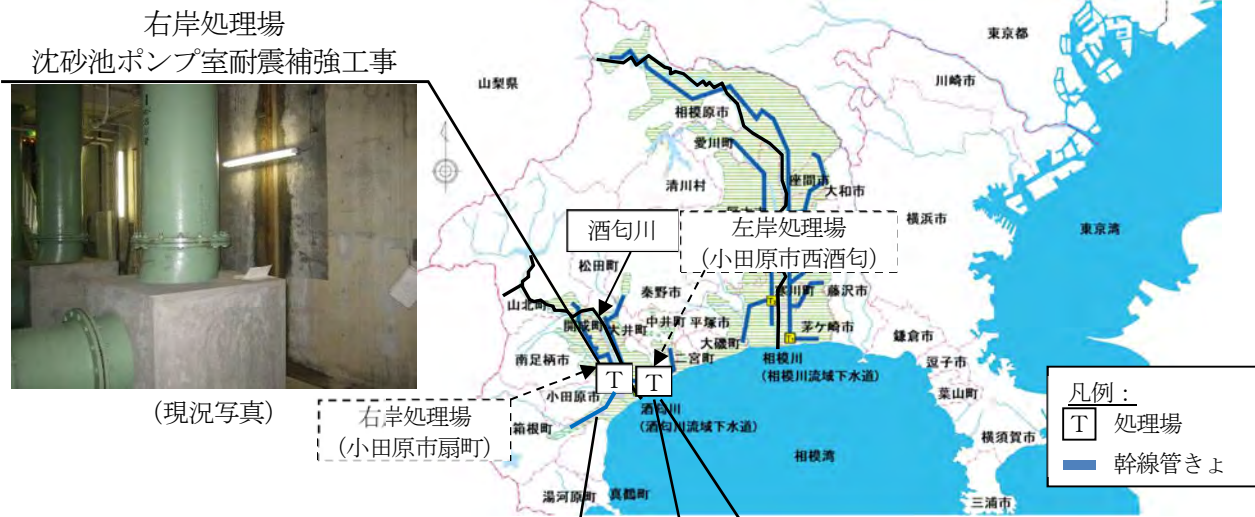 右岸処理場
沈砂池ポンプ室耐震補強工事
(現況写真)
東京都
山梨県
川崎市
相模原市
愛川町
清川村
座間市
大和市
横浜市
東京湾
酒匂川
左岸処理場
(小田原市西酒匂)
松田町
秦野市
山北町
開成町
大井町
中井町
平塚市
寒川町
藤沢市
茅ケ崎市
大磯町
二宮町
鎌倉市
逗子市
葉山町
南足柄市
相模川
(相模川流域下水道)
T
T
小田原市
酒匂川
(酒匂川流域下水道)
右岸処理場
(小田原市扇町)
箱根町
横須賀市
相模湾
湯河原町
真鶴町
三浦市
凡例:
T 処理場
幹線管きょ